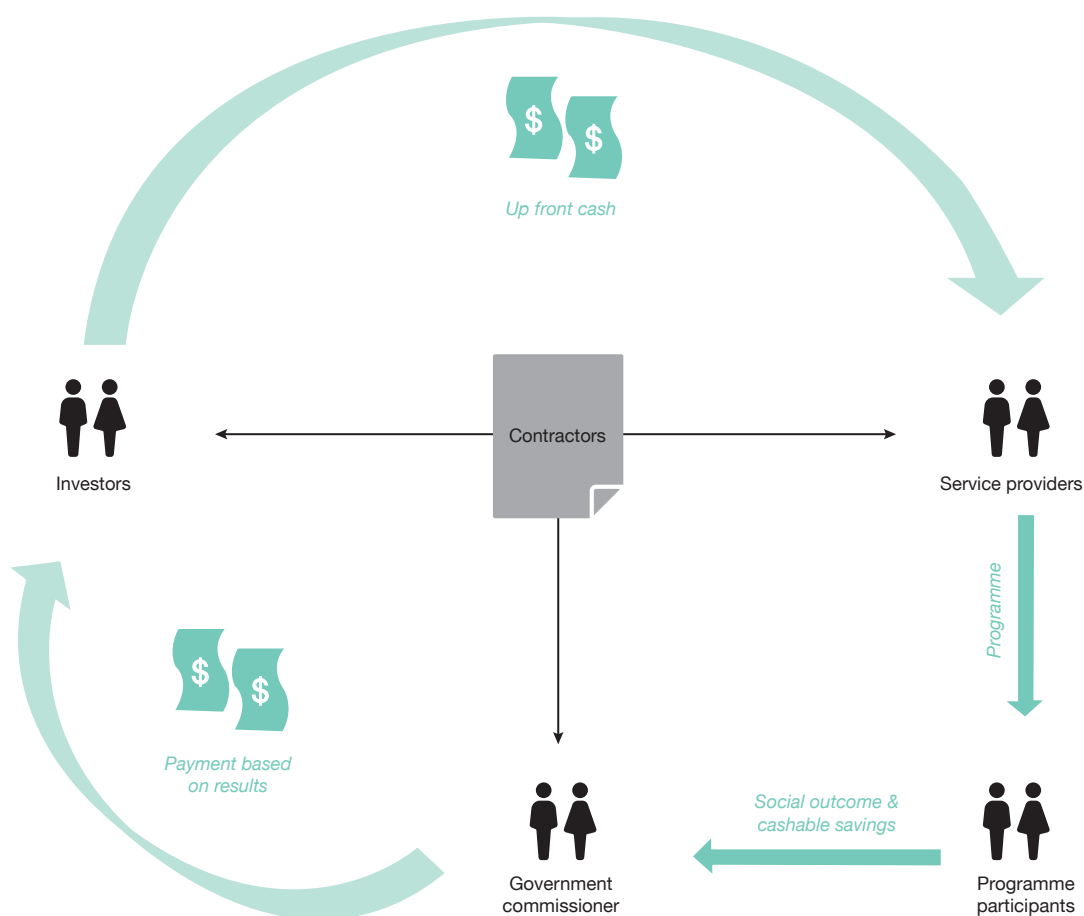 $
$
Up front cash
Contractors
Investors
Service providers
Programme
$
$
Payment based
on results
Social outcome &
cashable savings
Government
commissioner
Programme
participants